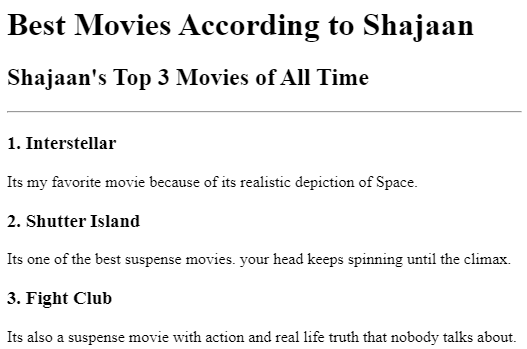 Best Movies According to Shajaan
Shajaan's Top 3 Movies of All Time
1. Interstellar
Its my favorite movie because of its realistic depiction of Space.
2. Shutter Island
Its one of the best suspense movies. your head keeps spinning until the climax.
3. Fight Club
Its also a suspense movie with action and real life truth that nobody talks about.